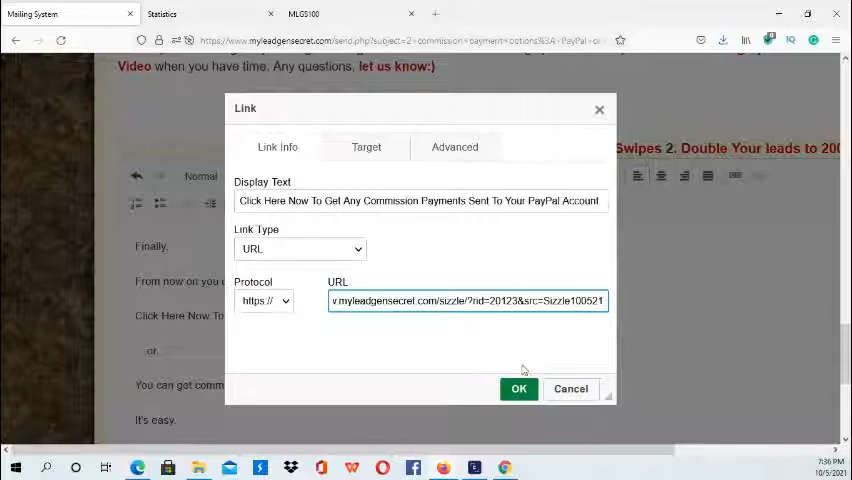 Mailing System
Statistics
MLGS100
https://www.myleadgensecret.com/send.php?subject=2+commission+payment+options%3A+PayPal+or
Video when you have time. Any questions, let us know:)
Link
Link Info
Target
Advanced
Swipes 2. Double Your leads to 200
Normal
Display Text
Click Here Now To Get Any Commission Payments Sent To Your PayPal Account
Link Type
URL
Finally,
From now on you
Protocol
URL
https://
w.myleadgensecret.com/sizzle/?rid=20123&src=Sizzle100521
Click Here Now To
or
You can get comm
OK
Cancel
It's easy.
7:36 PM
10/5/2021